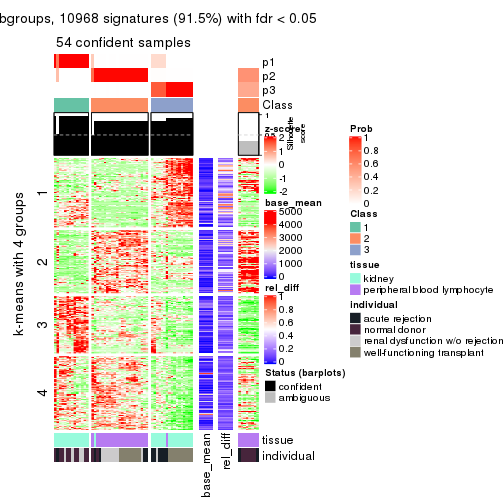 bgroups, 10968 signatures (91.5%) with fdr < 0.05
54 confident samples
p1
p2
p3
Class
1
Silhouette score
z-score
2
1
0
-1
-2
base_mean
5000
4000
3000
2000
1000
0
rel_diff
1
0.8
0.6
0.4
0.2
0
Status (barplots)
confident
ambiguous
Prob
1
0.8
0.6
0.4
0.2
0
Class
1
2
3
tissue
kidney
peripheral blood lymphocyte
individual
acute rejection
normal donor
renal dysfunction w/o rejection
well-functioning transplant
k-means with 4 groups
1
2
3
4
tissue
individual
base_mean
rel_diff